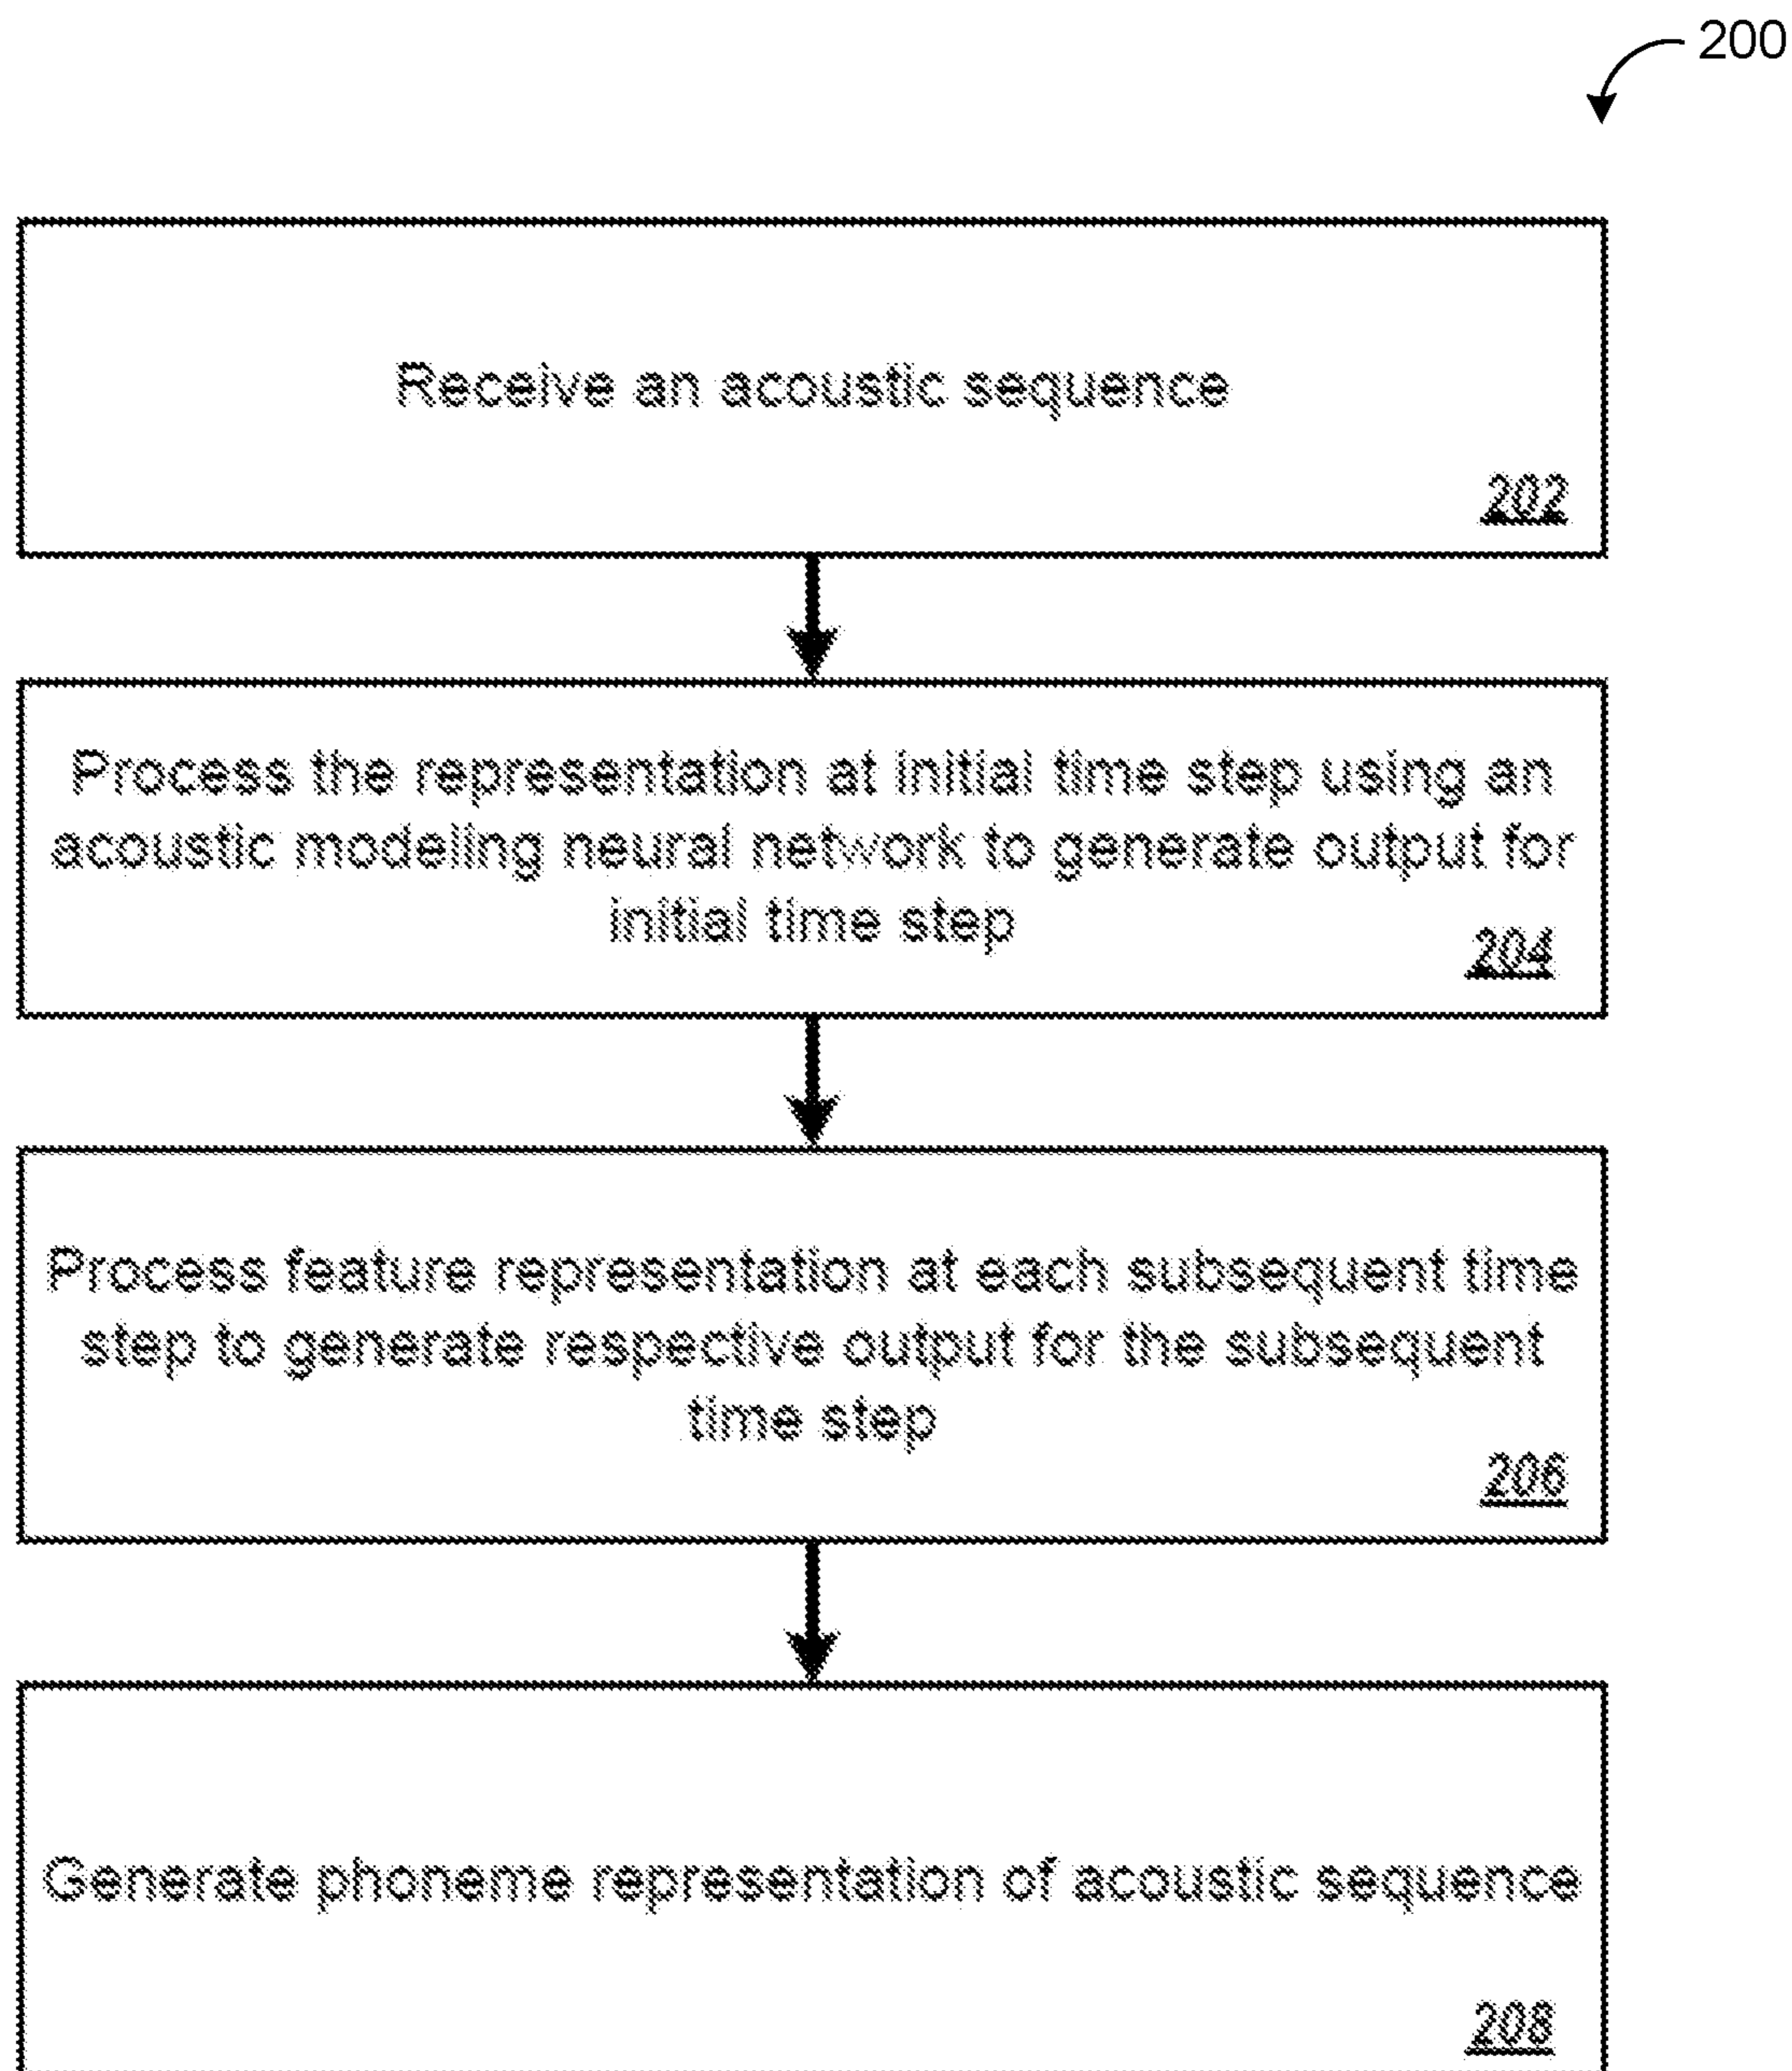 200
Receive an acoustic sequence
202
Process the representation at initial time step using an
acoustic modeling neural network to generate output for
initial time step
204
Process feature representation at each subsequent time
step to generate respective output for the subsequent
time step
206
Generate phoneme representation of acoustic sequence
208